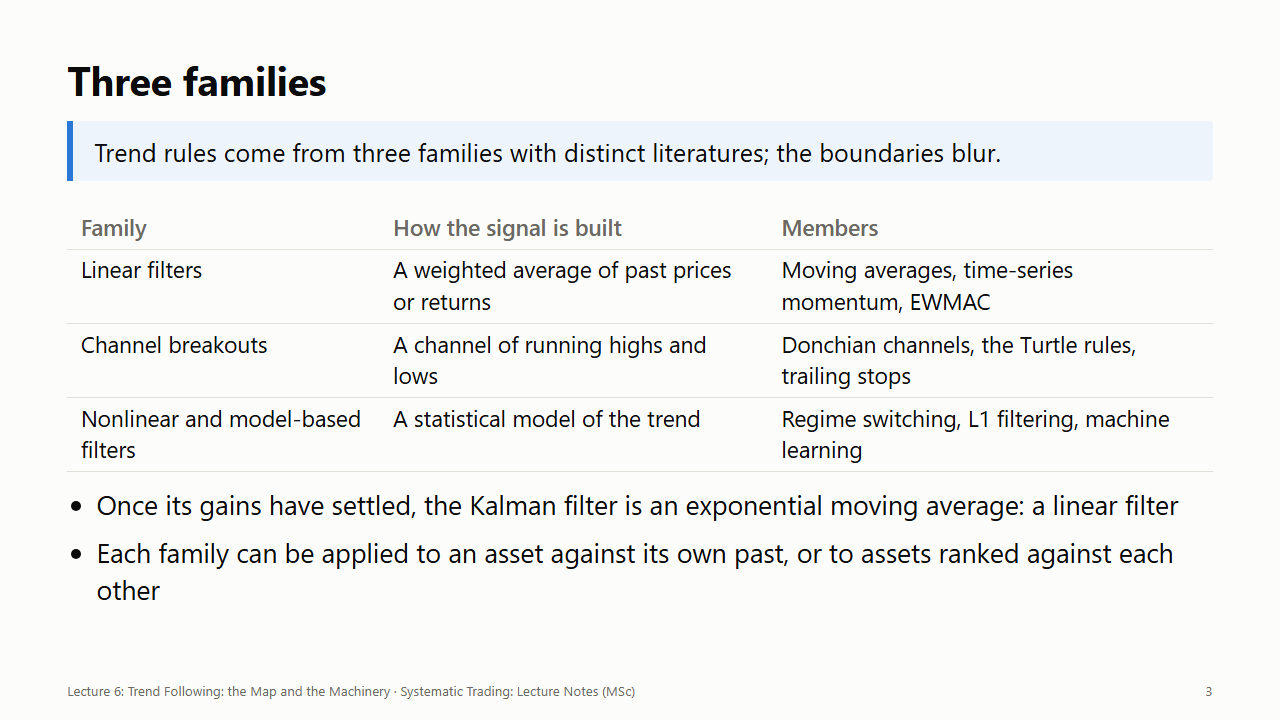 Three families
Trend rules come from three families with distinct literatures; the boundaries blur.
Family How the signal is built Members
Linear filters A weighted average of past prices Moving averages, time-series
or returns momentum, EWMAC
Channel breakouts A channel of running highs and Donchian channels, the Turtle rules,
lows trailing stops
Nonlinear and model-based A statistical model of the trend Regime switching, L1 filtering, machine
filters learning
• Once its gains have settled, the Kalman filter is an exponential moving average: a linear filter
• Each family can be applied to an asset against its own past, or to assets ranked against each
other
Lecture 6: Trend Following: the Map and the Machinery · Systematic Trading: Lecture Notes (MSc) 3